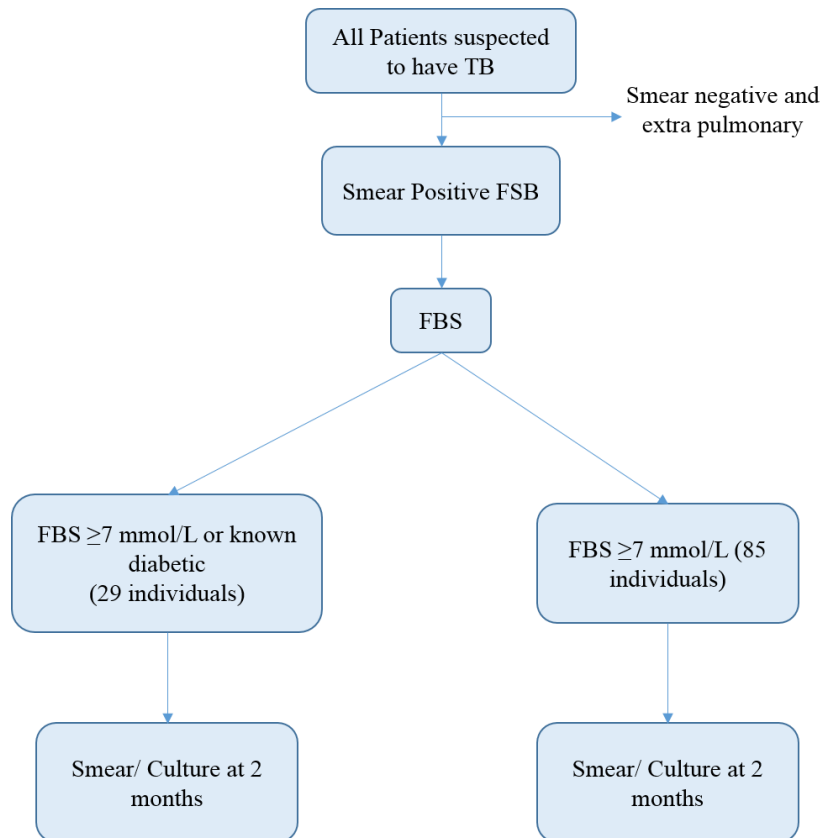 All Patients suspected
to have TB
Smear negative and
extra pulmonary
Smear Positive FSB
FBS
FBS ≥7 mmol/L or known
diabetic
(29 individuals)
FBS ≥7 mmol/L (85
individuals)
Smear/ Culture at 2
months
Smear/ Culture at 2
months